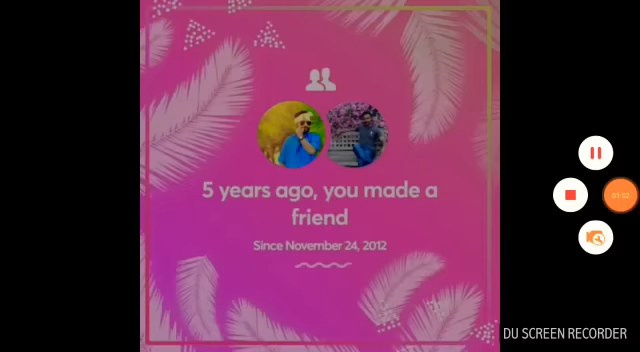 5 years ago, you made a
friend
Since November 24, 2012
01:52
DU SCREEN RECORDER